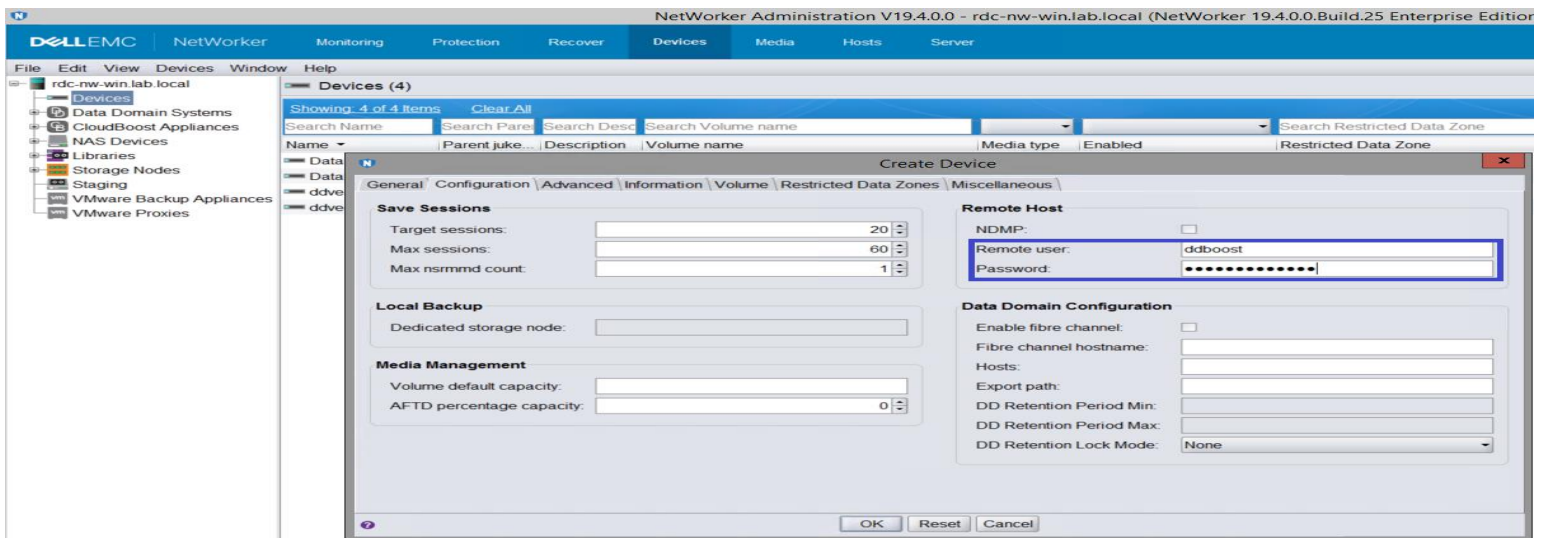 NetWorker Administration V19.4.0.0 - rdc-nw-win.lab.local (NetWorker 19.4.0.0.Build.25 Enterprise Edition
DELLEMC NetWorker Monitoring Protection Recover Devices Media Hosts Server
File Edit View Devices Window Help
rdc-nw-win.lab.local
Devices
Data Domain Systems
CloudBoost Appliances
NAS Devices
Libraries
Storage Nodes
Staging
VMware Backup Appliances
VMware Proxies
Devices (4)
Showing: 4 of 4 Items Clear All
Search Name Search Parer Search Desc Search Volume name Search Restricted Data Zone
Name Parent juke... Description Volume name Media type Enabled Restricted Data Zone
Data
Data
ddve
ddve
Create Device
General Configuration Advanced Information Volume Restricted Data Zones Miscellaneous
Save Sessions
Target sessions: 20
Max sessions: 60
Max nsrmmd count: 1
Local Backup
Dedicated storage node:
Media Management
Volume default capacity:
AFTD percentage capacity: 0
Remote Host
NDMP:
Remote user: ddboost
Password: •••••••••••••
Data Domain Configuration
Enable fibre channel:
Fibre channel hostname:
Hosts:
Export path:
DD Retention Period Min:
DD Retention Period Max:
DD Retention Lock Mode: None
OK Reset Cancel